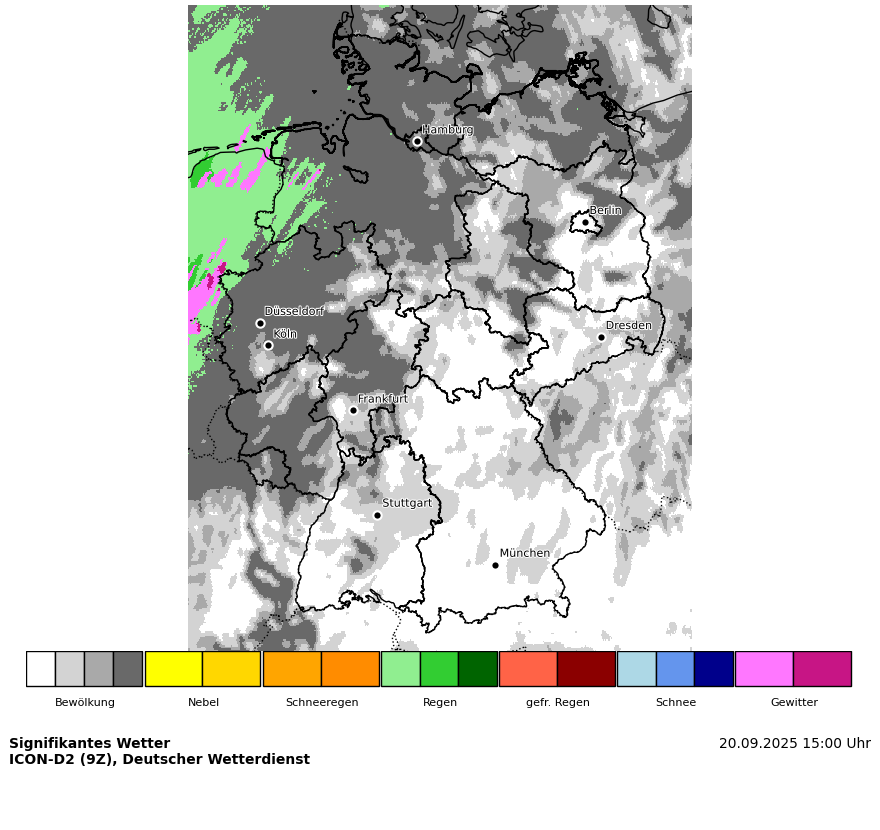 Hamburg
Berlin
Düsseldorf
Köln
Dresden
Frankfurt
Stuttgart
München
Bewölkung Nebel Schneeregen Regen gefr. Regen Schnee Gewitter
Signifikantes Wetter 20.09.2025 15:00 Uhr
ICON-D2 (9Z), Deutscher Wetterdienst